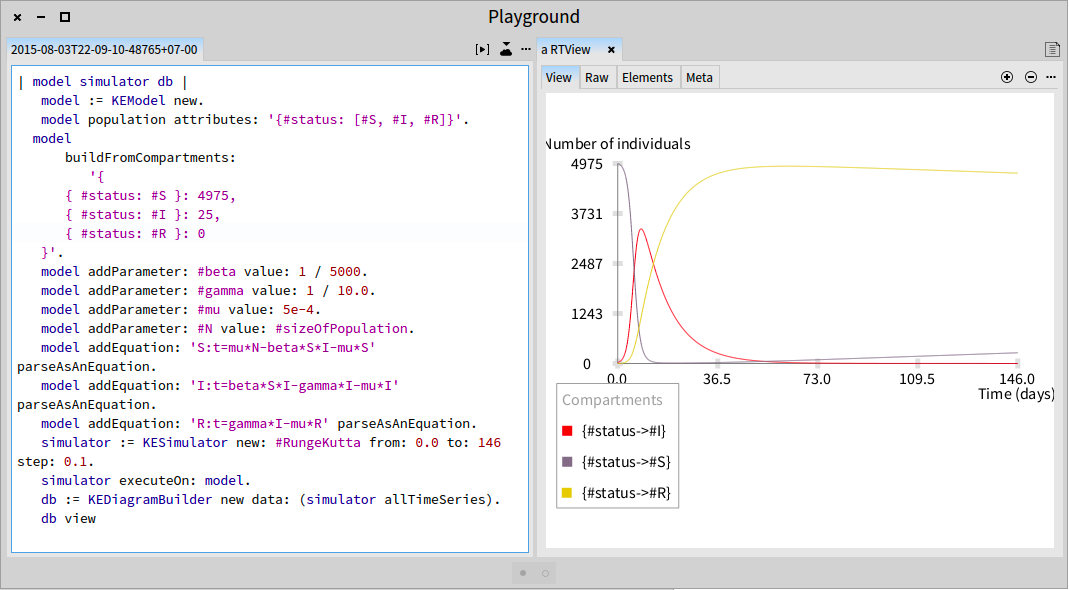 Playground
2015-08-03T22-09-10-48765+07-00
| model simulator db |
model := KEModel new.
model population attributes: '{#status: [#S, #I, #R]}'.
model
buildFromCompartments:
'{
{ #status: #S }: 4975,
{ #status: #I }: 25,
{ #status: #R }: 0
}'.
model addParameter: #beta value: 1 / 5000.
model addParameter: #gamma value: 1 / 10.0.
model addParameter: #mu value: 5e-4.
model addParameter: #N value: #sizeOfPopulation.
model addEquation: 'S:t=mu*N-beta*S*I-mu*S'
parseAsAnEquation.
model addEquation: 'I:t=beta*S*I-gamma*I-mu*I'
parseAsAnEquation.
model addEquation: 'R:t=gamma*I-mu*R' parseAsAnEquation.
simulator := KESimulator new: #RungeKutta from: 0.0 to: 146
step: 0.1.
simulator executeOn: model.
db := KEDiagramBuilder new data: (simulator allTimeSeries).
db view
a RTView
View Raw Elements Meta
Number of individuals
4975
3731
2487
1243
0
0.0 36.5 73.0 109.5 146.0
Time (days)
Compartments
{#status->#I}
{#status->#S}
{#status->#R}